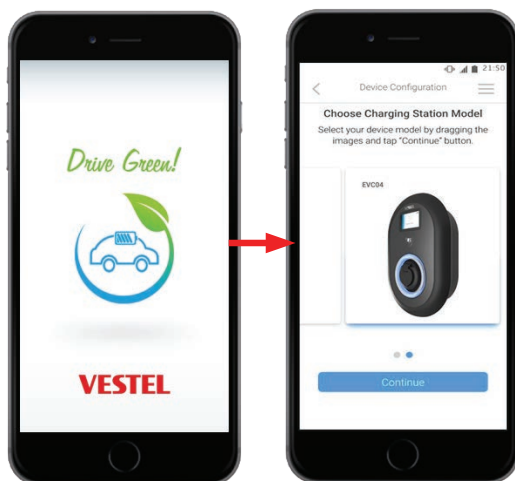 Drive Green!
VESTEL
21:50
Device Configuration
Choose Charging Station Model
Select your device model by dragging the
images and tap "Continue" button.
EVC04
Continue